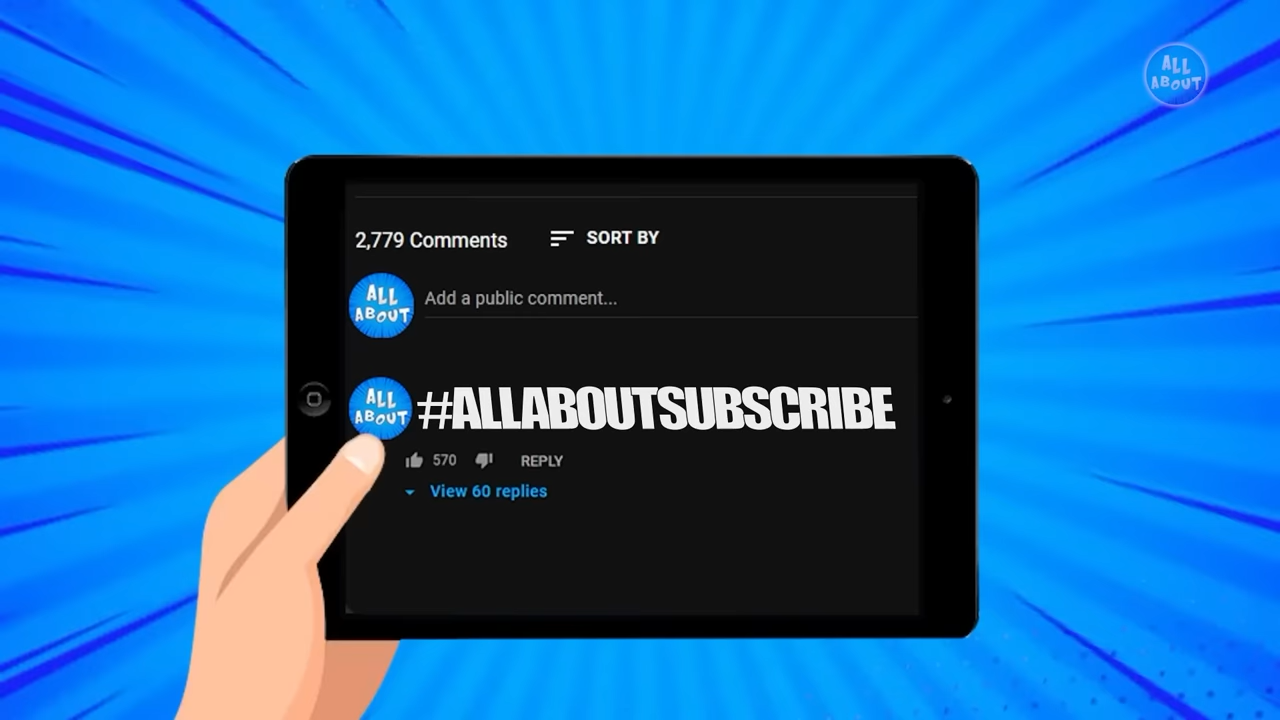 ALL
ABOUT
2,779 Comments SORT BY
ALL
ABOUT
Add a public comment...
ALL
ABOUT
#ALLABOUTSUBSCRIBE
570 REPLY
View 60 replies